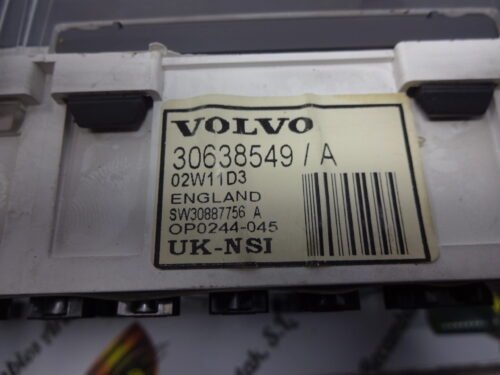 VOLVO
30638549 / A
02W11D3
ENGLAND
SW30887756 A
OP0244-045
UK-NSI